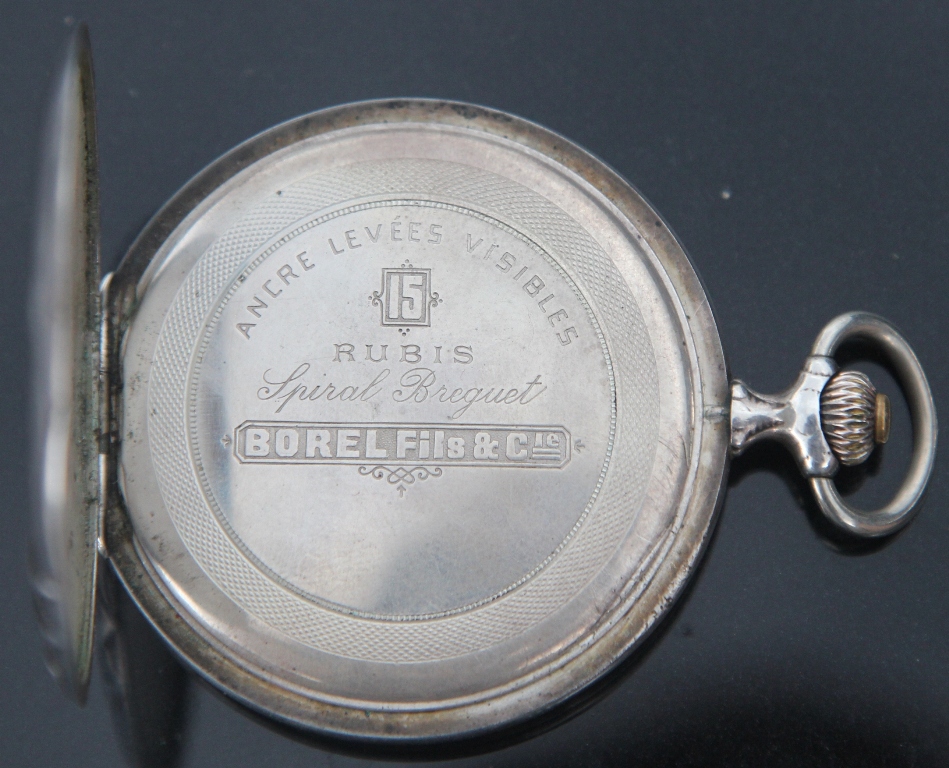 ANCRE LEVÉES VISIBLES
15
RUBIS
Spiral Breguet
BOREL Fils & Cie